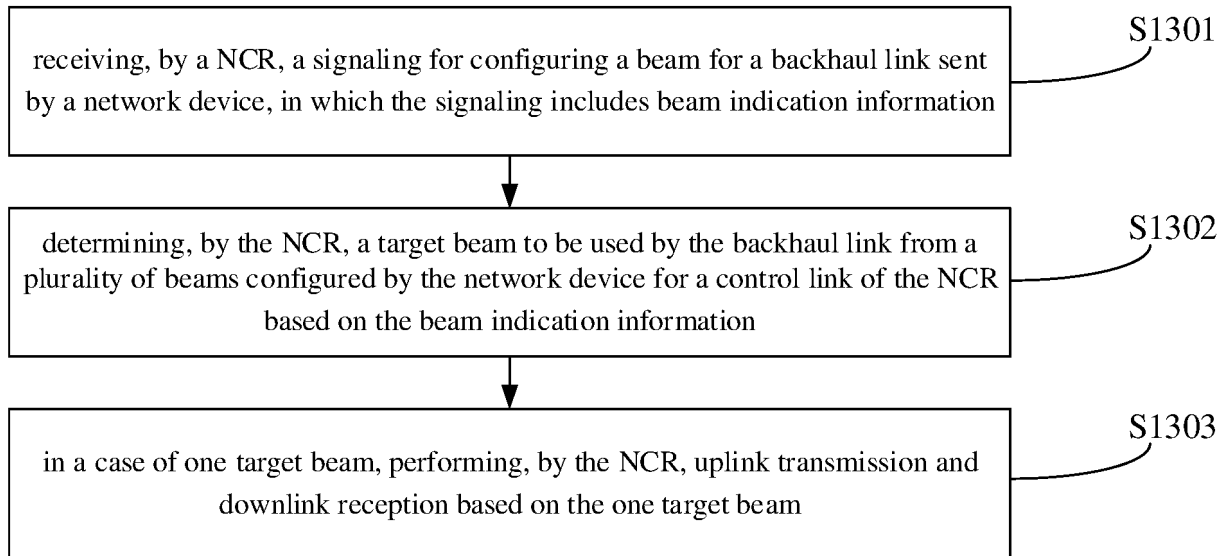 S1301
receiving, by a NCR, a signaling for configuring a beam for a backhaul link sent
by a network device, in which the signaling includes beam indication information
S1302
determining, by the NCR, a target beam to be used by the backhaul link from a
plurality of beams configured by the network device for a control link of the NCR
based on the beam indication information
S1303
in a case of one target beam, performing, by the NCR, uplink transmission and
downlink reception based on the one target beam